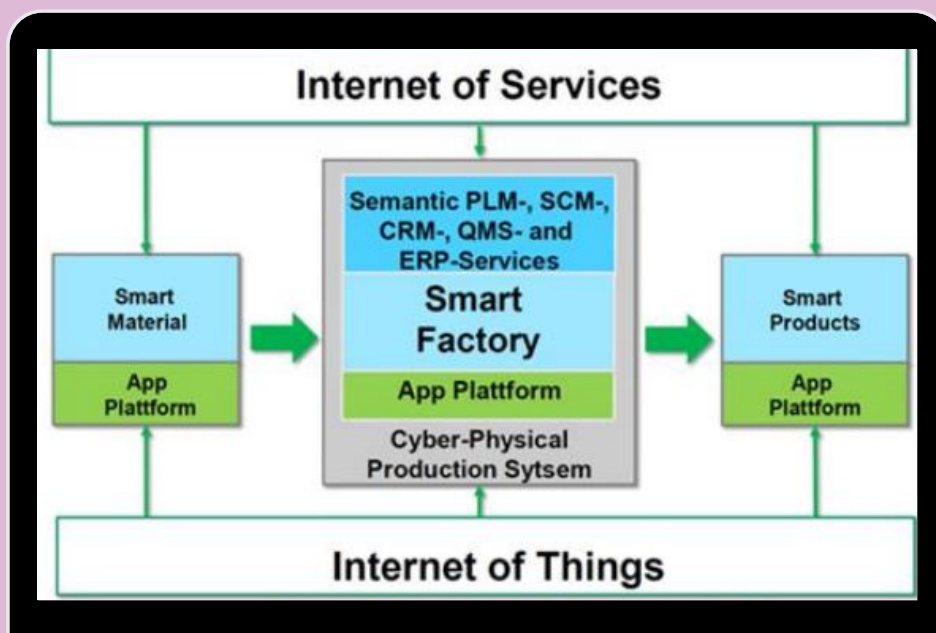 Internet of Services
Semantic PLM-, SCM-,
CRM-, QMS- and
ERP-Services
Smart
Material
App
Plattform
Smart
Factory
App Plattform
Cyber-Physical
Production Sytsem
Smart
Products
App
Plattform
Internet of Things